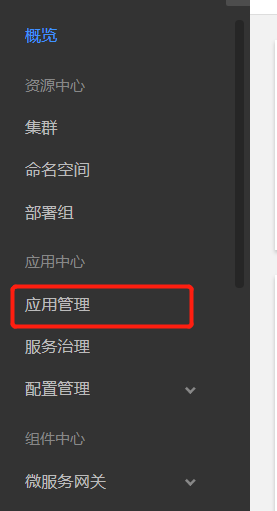 概览
资源中心
集群
命名空间
部署组
应用中心
应用管理
服务治理
配置管理
组件中心
微服务网关